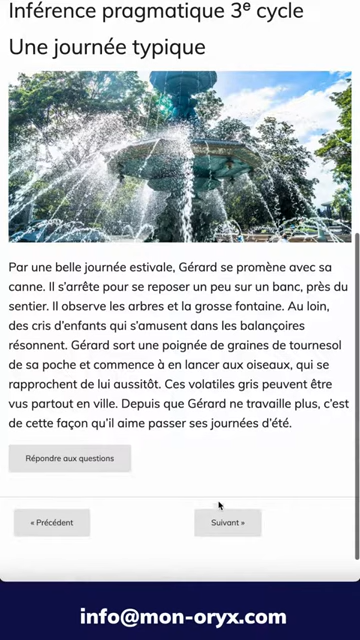 Inférence pragmatique 3ᵉ cycle
Une journée typique
Par une belle journée estivale, Gérard se promène avec sa
canne. Il s'arrête pour se reposer un peu sur un banc, près du
sentier. Il observe les arbres et la grosse fontaine. Au loin,
des cris d'enfants qui s'amusent dans les balançoires
résonnent. Gérard sort une poignée de graines de tournesol
de sa poche et commence à en lancer aux oiseaux, qui se
rapprochent de lui aussitôt. Ces volatiles gris peuvent être
vus partout en ville. Depuis que Gérard ne travaille plus, c'est
de cette façon qu'il aime passer ses journées d'été.
Répondre aux questions
« Précédent
Suivant »
info@mon-oryx.com